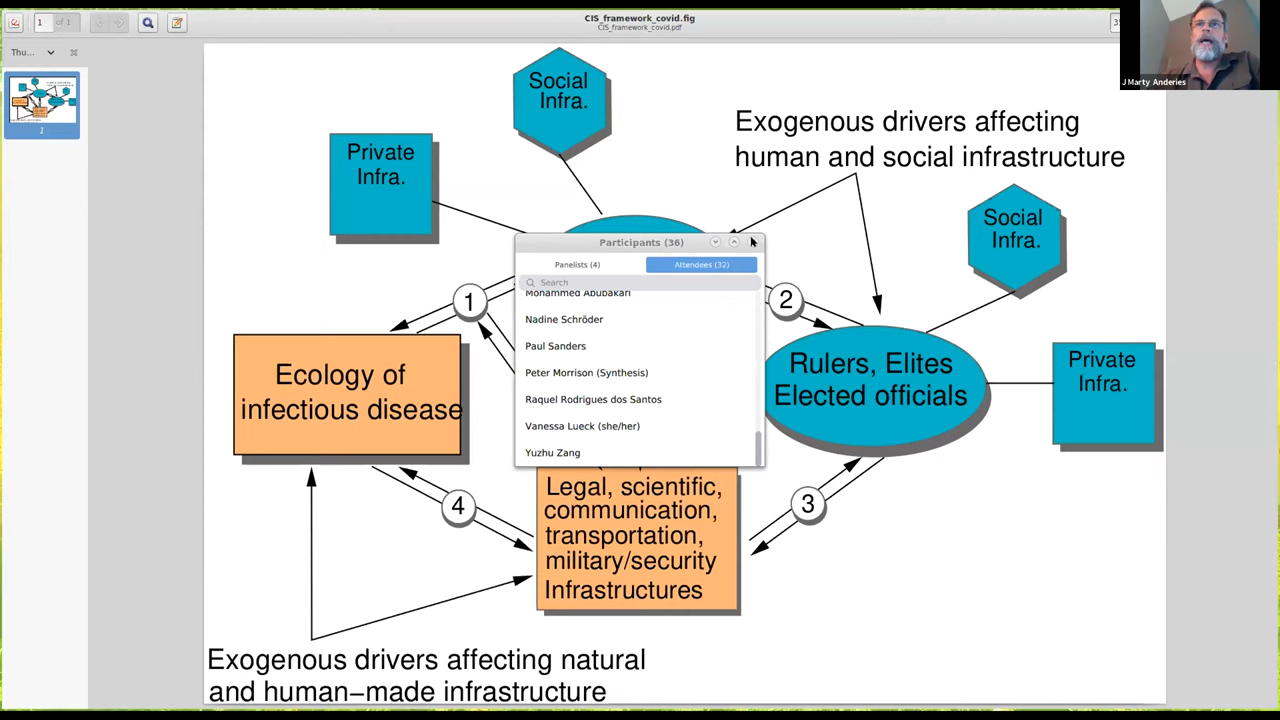 CIS_framework_covid.fig
CIS_framework_covid.pdf
1
of 1
Thu...
1
J Marty Anderies
Social
Infra.
Private
Infra.
Exogenous drivers affecting
human and social infrastructure
Social
Infra.
Participants (36)
Panelists (4)
Attendees (32)
Search
Mohammed Abubakari
Nadine Schröder
Paul Sanders
Peter Morrison (Synthesis)
Raquel Rodrigues dos Santos
Vanessa Lueck (she/her)
Yuzhu Zang
1
2
Ecology of
infectious disease
Rulers, Elites
Elected officials
Private
Infra.
4
3
Legal, scientific,
communication,
transportation,
military/security
Infrastructures
Exogenous drivers affecting natural
and human−made infrastructure